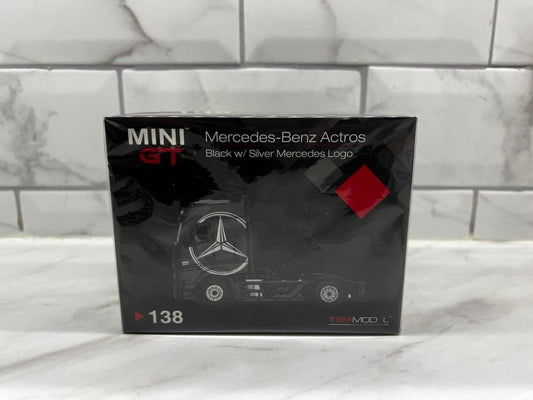 MINI
GT
Mercedes-Benz Actros
Black w/ Silver Mercedes Logo
138
TSMMODEL